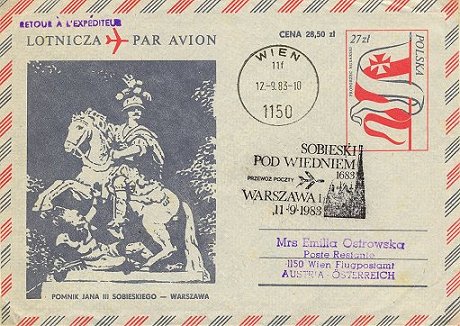 RETOUR À L'EXPÉDITEUR
LOTNICZA PAR AVION
CENA 28,50 zł
27 zł
POLSKA
WIEN
11f
12.-9.83-10
1150
SOBIESKI
POD WIEDNIEM
1683
PRZEWÓZ POCZTY
WARSZAWA 1
11-9-1983
Mrs Emilia Ostrowska
Poste Restante
1150 Wien Flugpostamt
AUSTRIA ÖSTERREICH
POMNIK JANA III SOBIESKIEGO — WARSZAWA